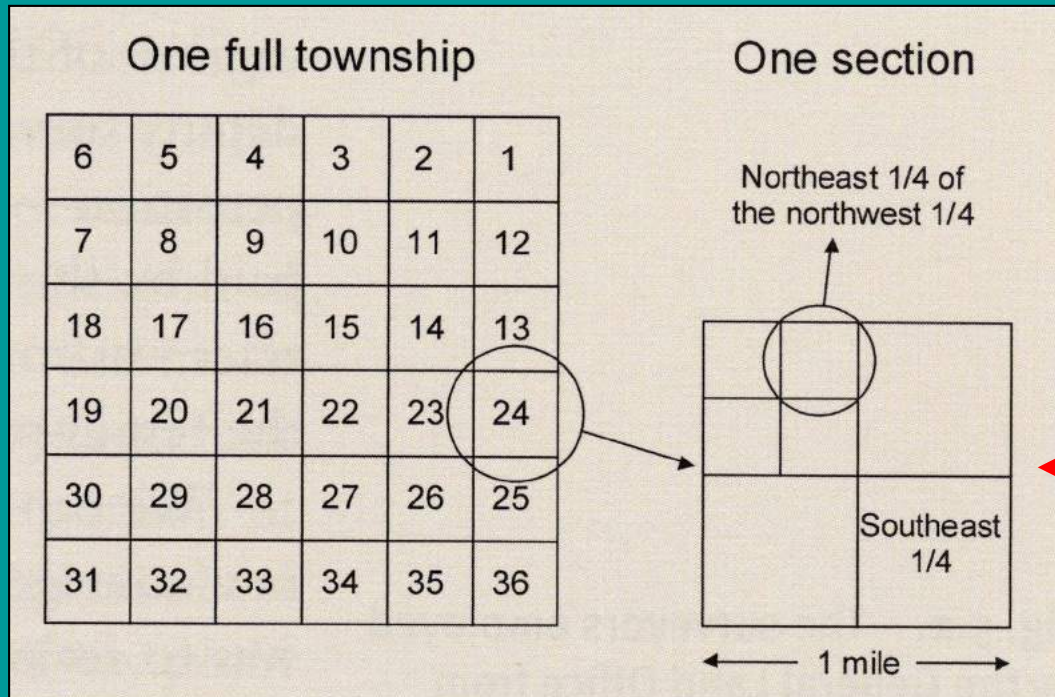 One full township
6 5 4 3 2 1
7 8 9 10 11 12
18 17 16 15 14 13
19 20 21 22 23 24
30 29 28 27 26 25
31 32 33 34 35 36
One section
Northeast 1/4 of
the northwest 1/4
Southeast
1/4
1 mile